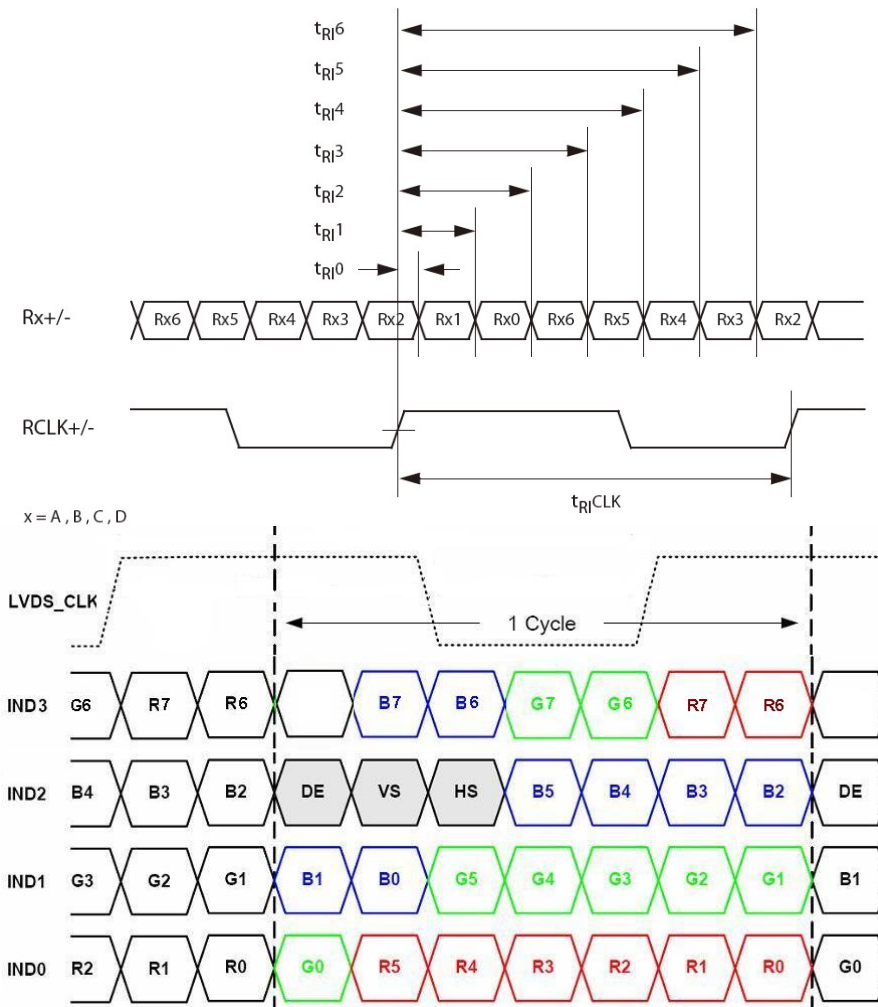 tRI6
tRI5
tRI4
tRI3
tRI2
tRI1
tRI0
Rx+/- Rx6 Rx5 Rx4 Rx3 Rx2 Rx1 Rx0 Rx6 Rx5 Rx4 Rx3 Rx2
RCLK+/-
tRICLK
x = A , B , C , D
LVDS_CLK
1 Cycle
IND3 G6 R7 R6 B7 B6 G7 G6 R7 R6
IND2 B4 B3 B2 DE VS HS B5 B4 B3 B2 DE
IND1 G3 G2 G1 B1 B0 G5 G4 G3 G2 G1 B1
IND0 R2 R1 R0 G0 R5 R4 R3 R2 R1 R0 G0